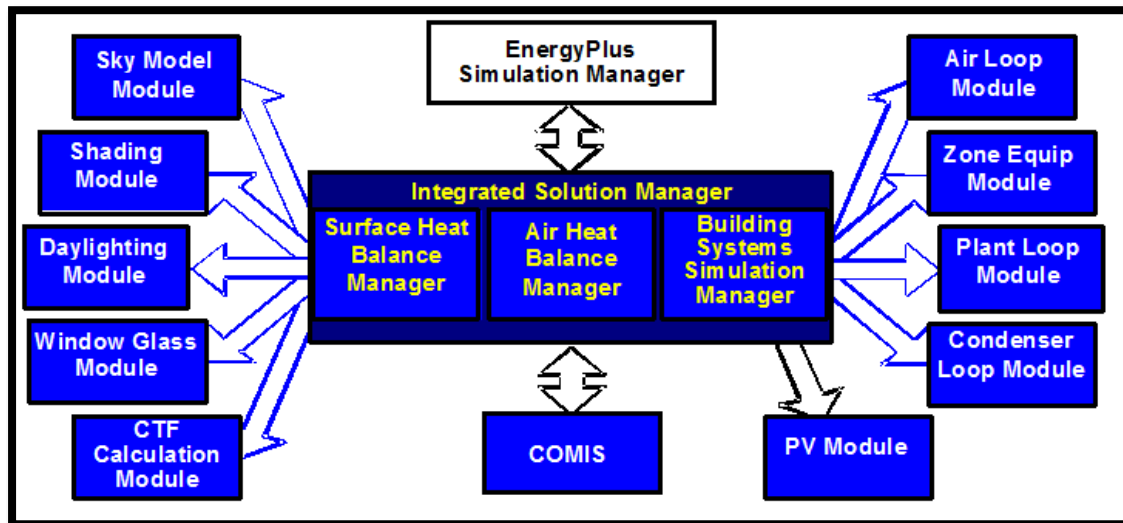 EnergyPlus
Simulation Manager
Sky Model
Module
Shading
Module
Daylighting
Module
Window Glass
Module
CTF
Calculation
Module
Integrated Solution Manager
Surface Heat
Balance
Manager
Air Heat
Balance
Manager
Building
Systems
Simulation
Manager
Air Loop
Module
Zone Equip
Module
Plant Loop
Module
Condenser
Loop Module
COMIS
PV Module